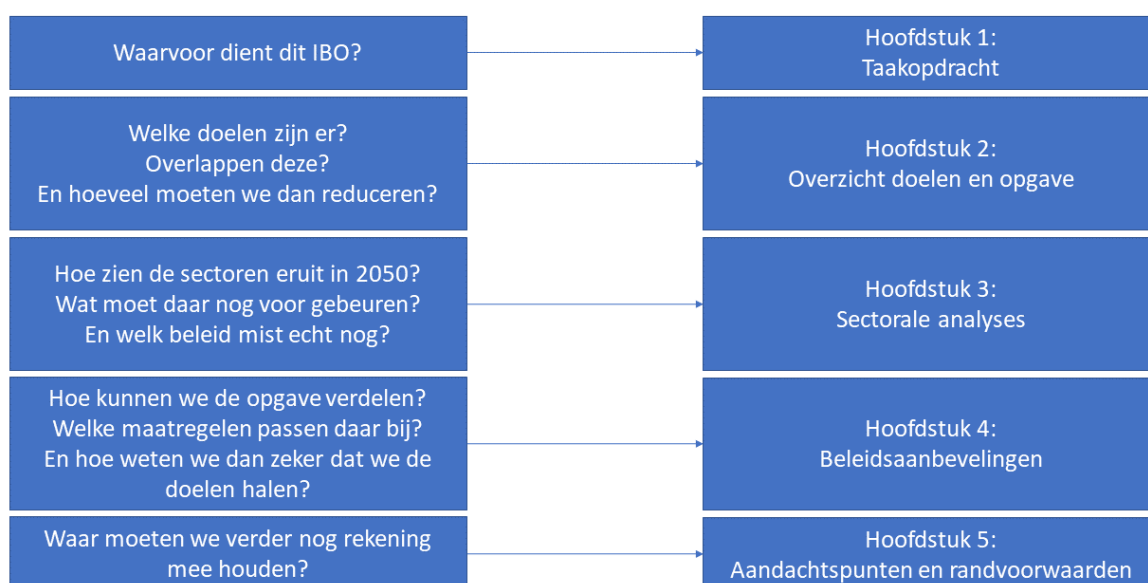 Waarvoor dient dit IBO?
Hoofdstuk 1:
Taakopdracht
Welke doelen zijn er?
Overlappen deze?
En hoeveel moeten we dan reduceren?
Hoofdstuk 2:
Overzicht doelen en opgave
Hoe zien de sectoren eruit in 2050?
Wat moet daar nog voor gebeuren?
En welk beleid mist echt nog?
Hoofdstuk 3:
Sectorale analyses
Hoe kunnen we de opgave verdelen?
Welke maatregelen passen daar bij?
En hoe weten we dan zeker dat we de
doelen halen?
Hoofdstuk 4:
Beleidsaanbevelingen
Waar moeten we verder nog rekening
mee houden?
Hoofdstuk 5:
Aandachtspunten en randvoorwaarden